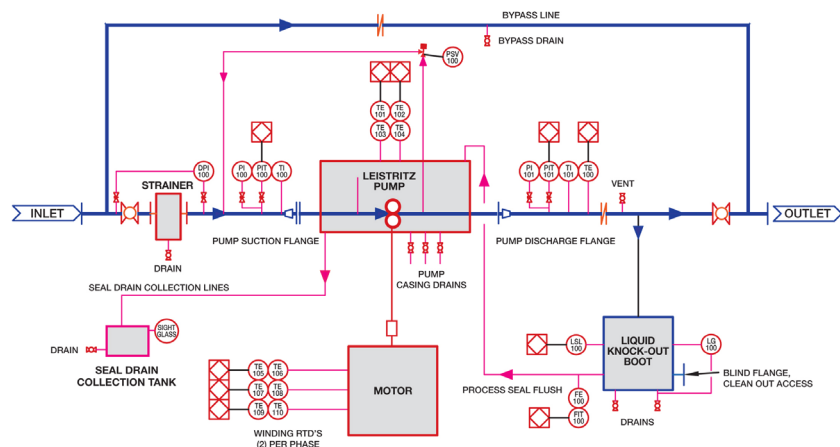 BYPASS LINE
BYPASS DRAIN
PSV
100
TE
101
TE
102
TE
103
TE
104
DPI
100
PI
100
PIT
100
TI
100
STRAINER
LEISTRITZ
PUMP
PI
101
PIT
101
TI
101
TE
100
VENT
INLET
OUTLET
PUMP SUCTION FLANGE
PUMP DISCHARGE FLANGE
DRAIN
PUMP
CASING DRAINS
SEAL DRAIN COLLECTION LINES
SIGHT
GLASS
DRAIN
SEAL DRAIN
COLLECTION TANK
LSL
100
LIQUID
KNOCK-OUT
BOOT
LG
100
BLIND FLANGE,
CLEAN OUT ACCESS
PROCESS SEAL FLUSH
TE
105
TE
106
TE
107
TE
108
TE
109
TE
110
MOTOR
FE
100
FIT
100
DRAINS
WINDING RTD'S
(2) PER PHASE